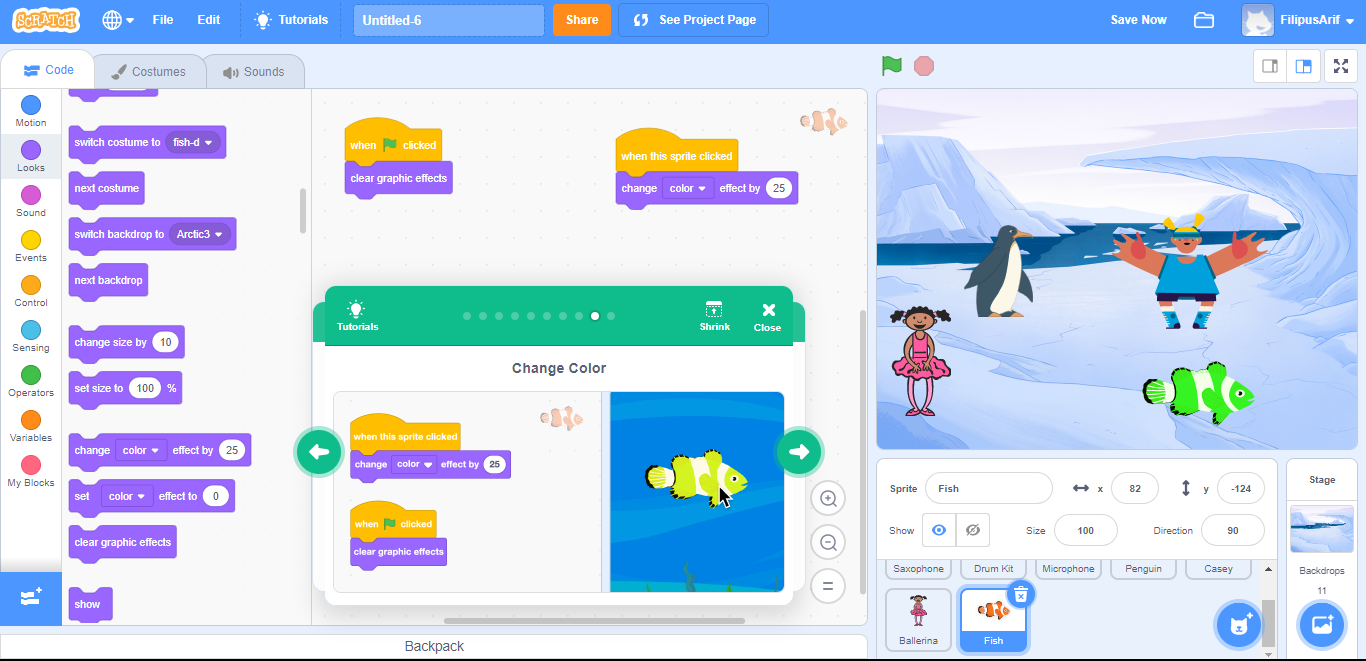 SCRATCH
File
Edit
Tutorials
Untitled-6
Share
See Project Page
Save Now
FilipusArif
Code
Costumes
Sounds
Motion
Looks
Sound
Events
Control
Sensing
Operators
Variables
My Blocks
switch costume to fish-d
next costume
switch backdrop to Arctic3
next backdrop
change size by 10
set size to 100 %
change color effect by 25
set color effect to 0
clear graphic effects
show
when clicked
clear graphic effects
when this sprite clicked
change color effect by 25
Tutorials
Shrink
Close
Change Color
when this sprite clicked
change color effect by 25
when clicked
clear graphic effects
Backpack
Sprite
Fish
x
82
y
-124
Show
Size
100
Direction
90
Saxophone
Drum Kit
Microphone
Penguin
Casey
Ballerina
Fish
Stage
Backdrops
11